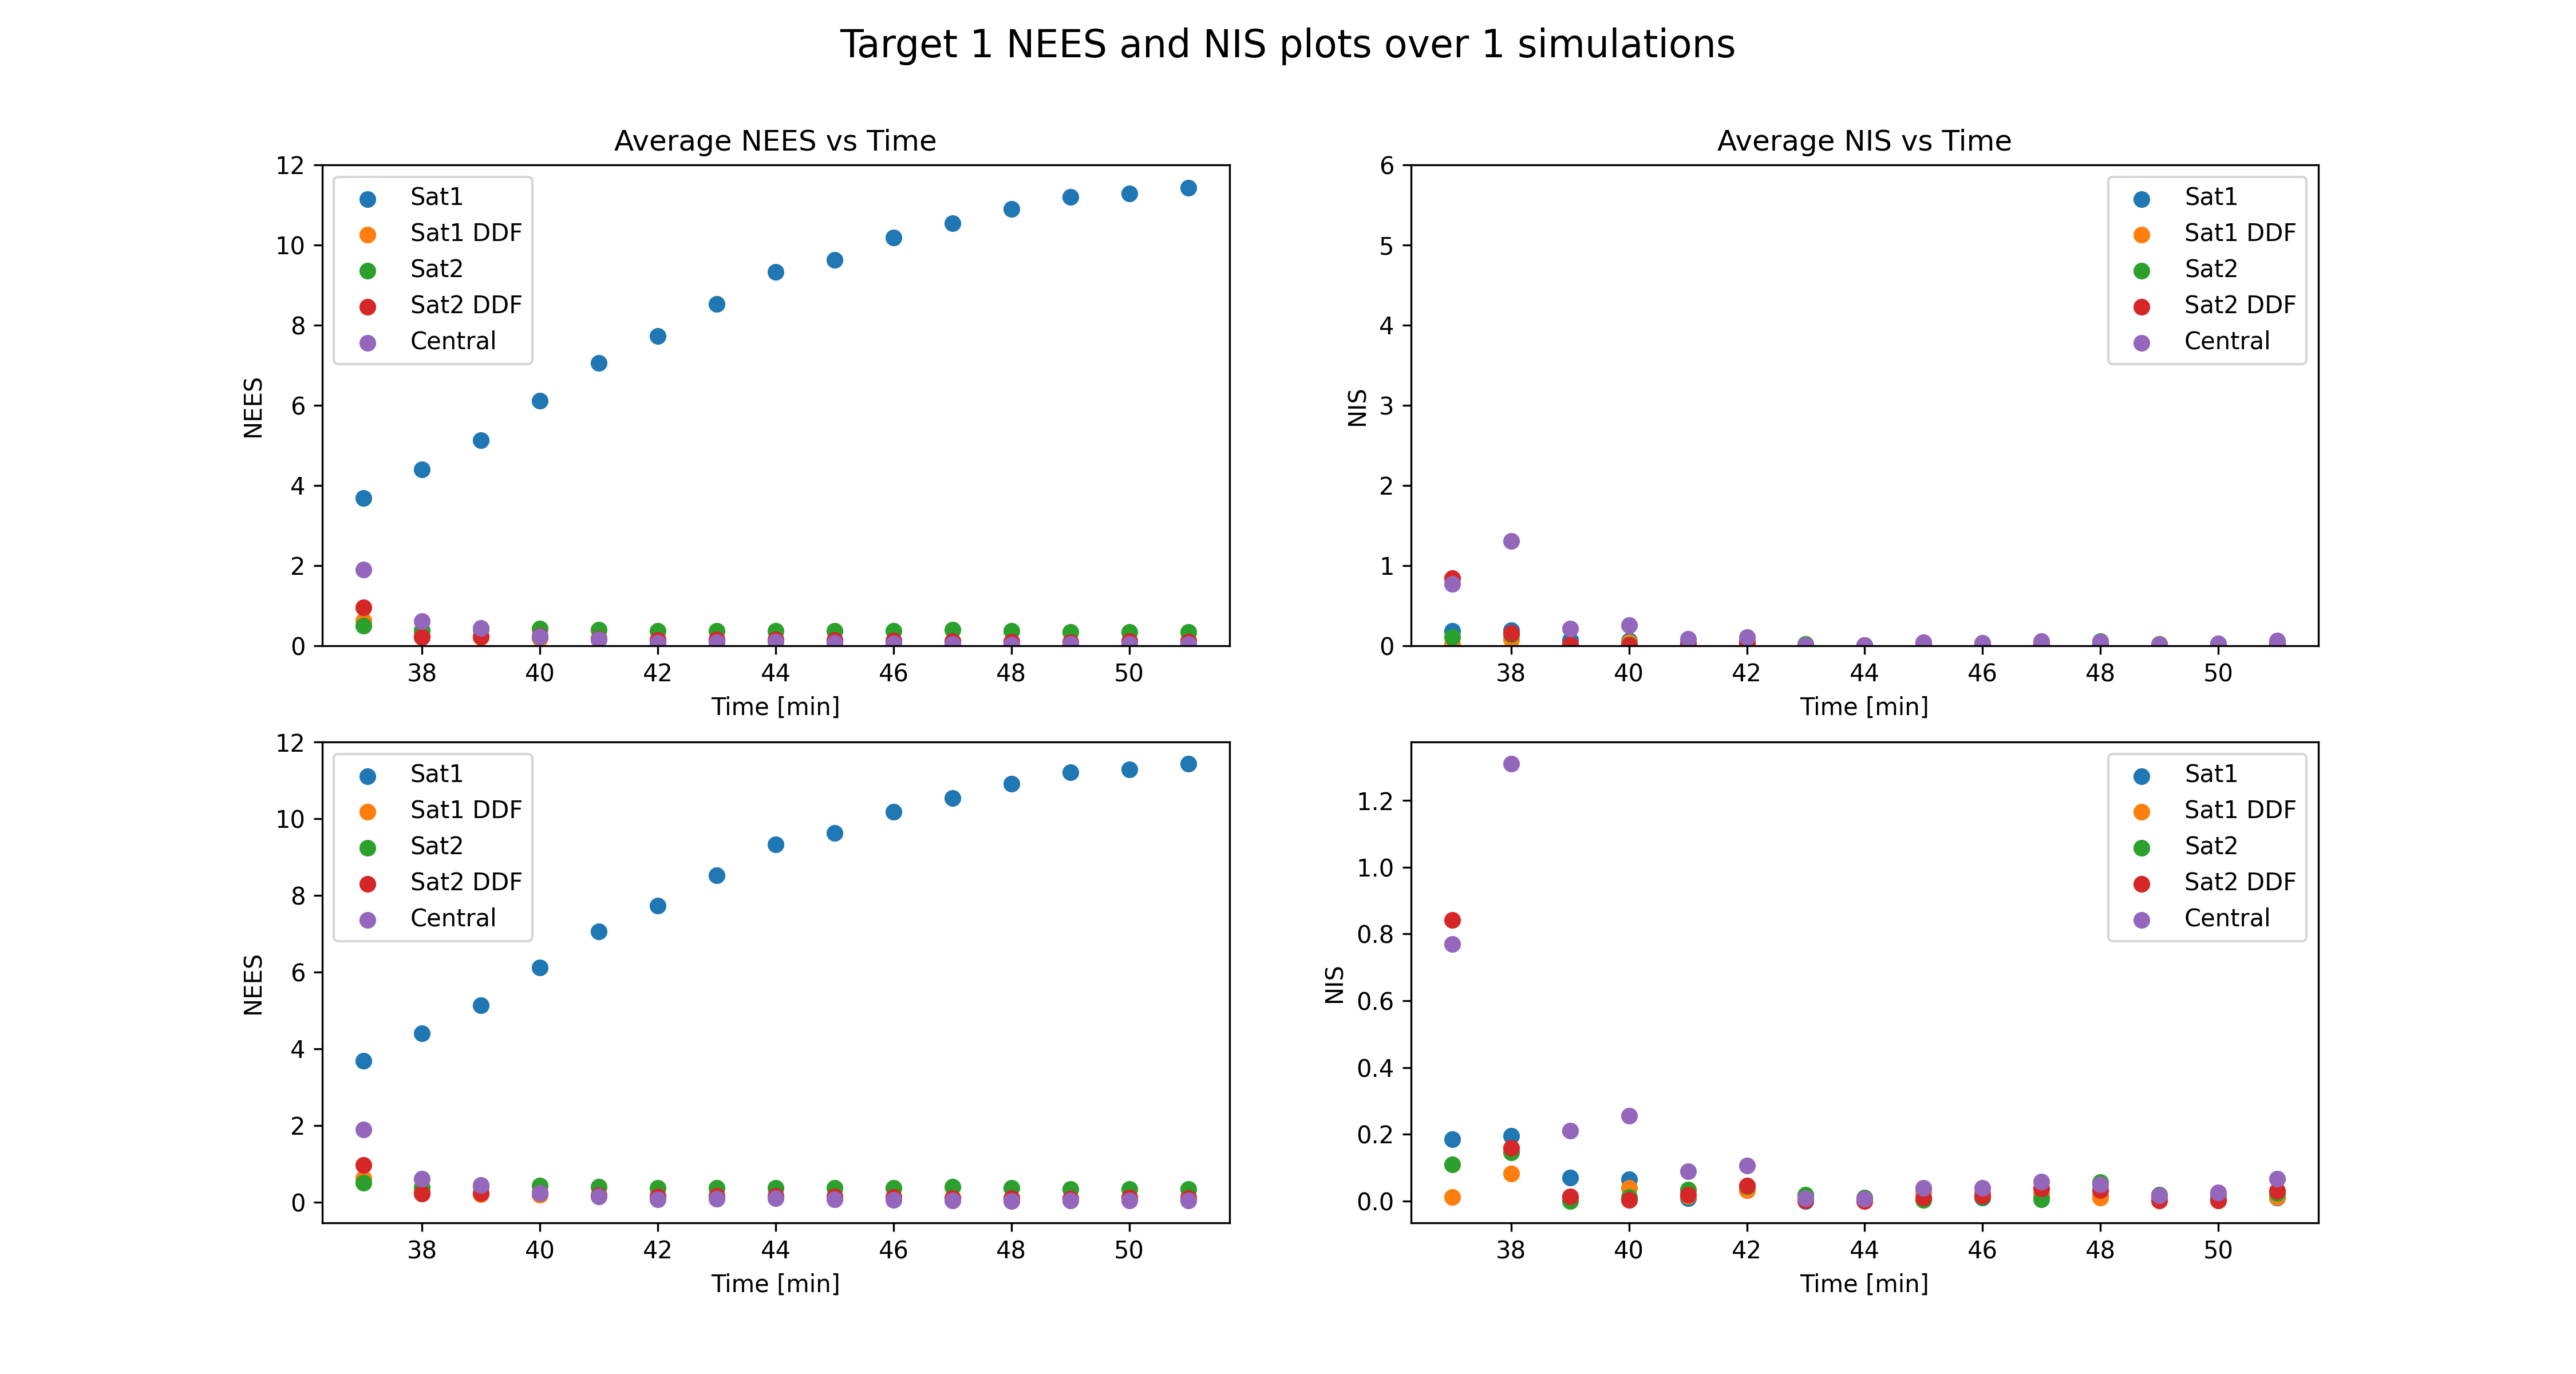 Target 1 NEES and NIS plots over 1 simulations
Average NEES vs Time
12
10
8
6
4
2
0
NEES
Sat1
Sat1 DDF
Sat2
Sat2 DDF
Central
38 40 42 44 46 48 50
Time [min]
Average NIS vs Time
6
5
4
3
2
1
0
NIS
Sat1
Sat1 DDF
Sat2
Sat2 DDF
Central
38 40 42 44 46 48 50
Time [min]
12
10
8
6
4
2
0
NEES
Sat1
Sat1 DDF
Sat2
Sat2 DDF
Central
38 40 42 44 46 48 50
Time [min]
1.2
1.0
0.8
0.6
0.4
0.2
0.0
NIS
Sat1
Sat1 DDF
Sat2
Sat2 DDF
Central
38 40 42 44 46 48 50
Time [min]